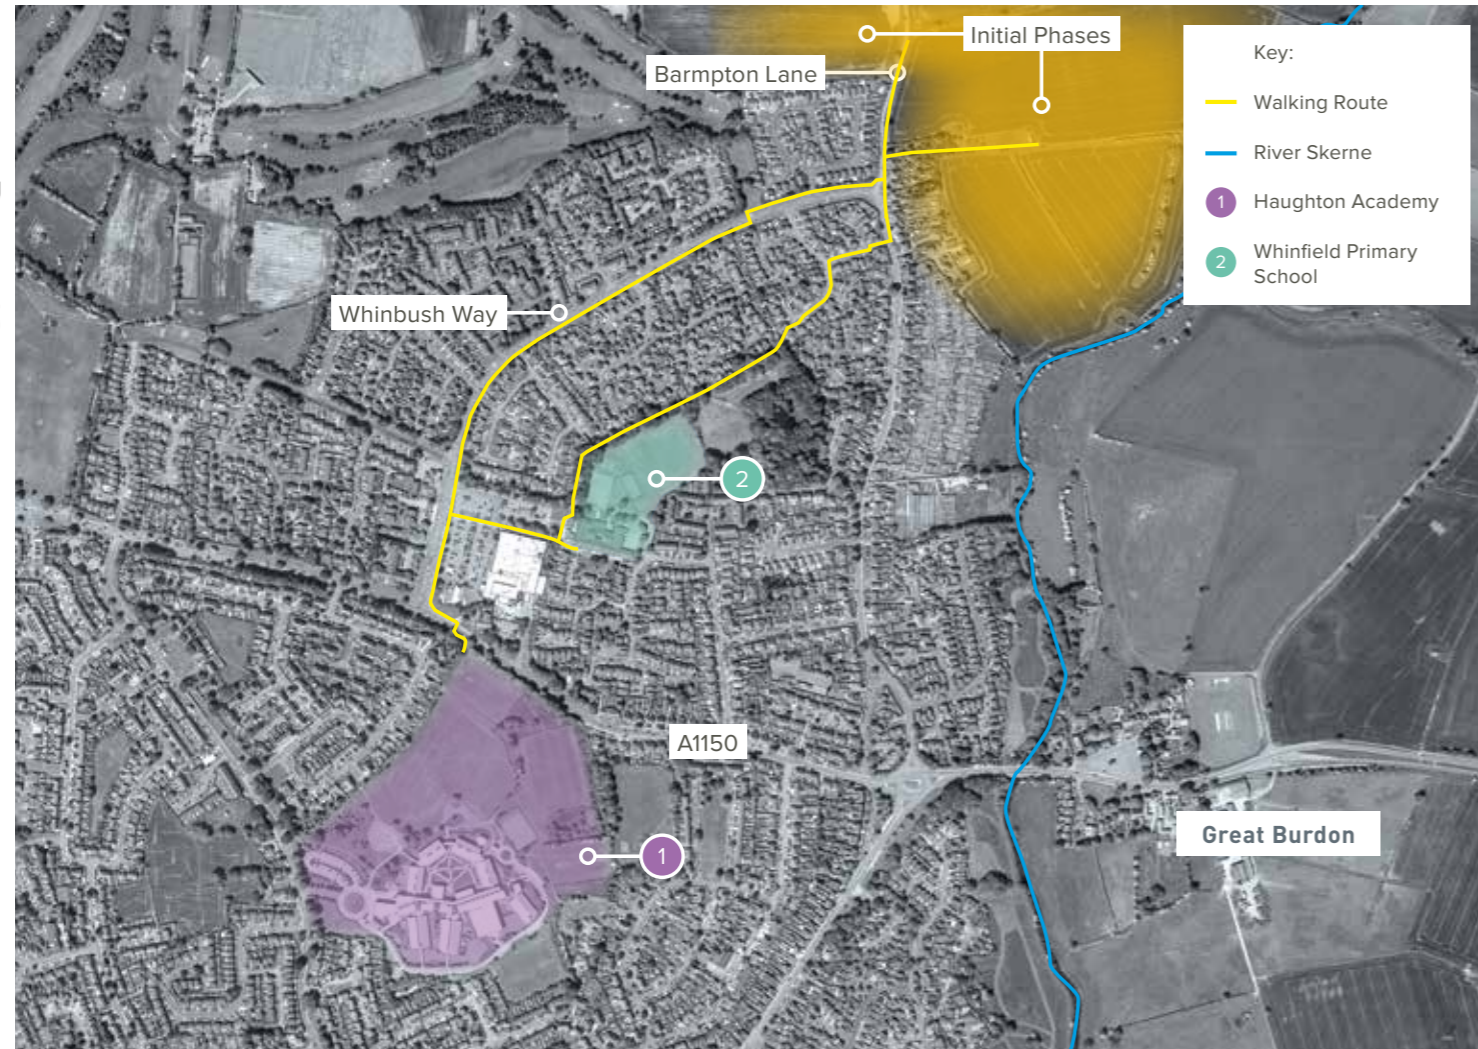 Initial Phases
Barmpton Lane
Key:
Walking Route
River Skerne
1 Haughton Academy
2 Whinfield Primary
School
Whinbush Way
2
A1150
Great Burdon
1